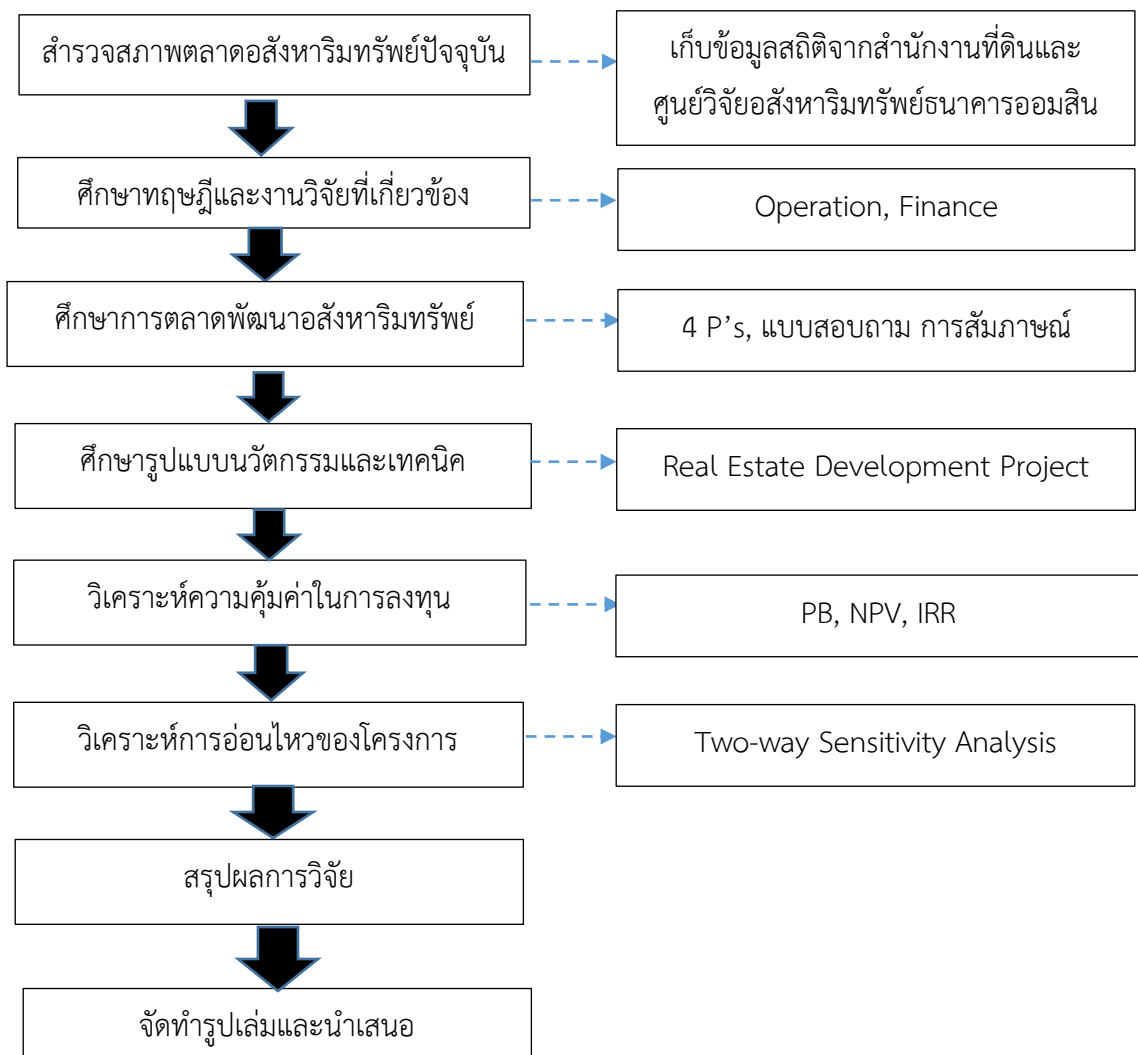 สำรวจสภาพตลาดอสังหาริมทรัพย์ปัจจุบัน
เก็บข้อมูลสถิติจากสำนักงานที่ดินและ
ศูนย์วิจัยอสังหาริมทรัพย์ธนาคารออมสิน
ศึกษาทฤษฎีและงานวิจัยที่เกี่ยวข้อง
Operation, Finance
ศึกษาการตลาดพัฒนาอสังหาริมทรัพย์
4 P’s, แบบสอบถาม การสัมภาษณ์
ศึกษารูปแบบนวัตกรรมและเทคนิค
Real Estate Development Project
วิเคราะห์ความคุ้มค่าในการลงทุน
PB, NPV, IRR
วิเคราะห์การอ่อนไหวของโครงการ
Two-way Sensitivity Analysis
สรุปผลการวิจัย
จัดทำรูปเล่มและนำเสนอ